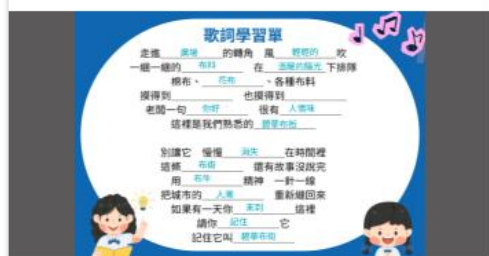 歌詞學習單
走進 廣場 的轉角 風 輕輕的 吹
一綑一綑的 布料 在 溫暖的陽光 下排隊
棉布、 花布 、各種布料
摸得到 也摸得到
老闆一句 你好 很有 人情味
這裡是我們熟悉的 碧華布街
別讓它 慢慢 消失 在時間裡
這條 布街 還有故事沒說完
用 布牛 精神 一針一線
把城市的 人潮 重新縫回來
如果有一天你 來到 這裡
請你 記住 它
記住它叫 碧華布街